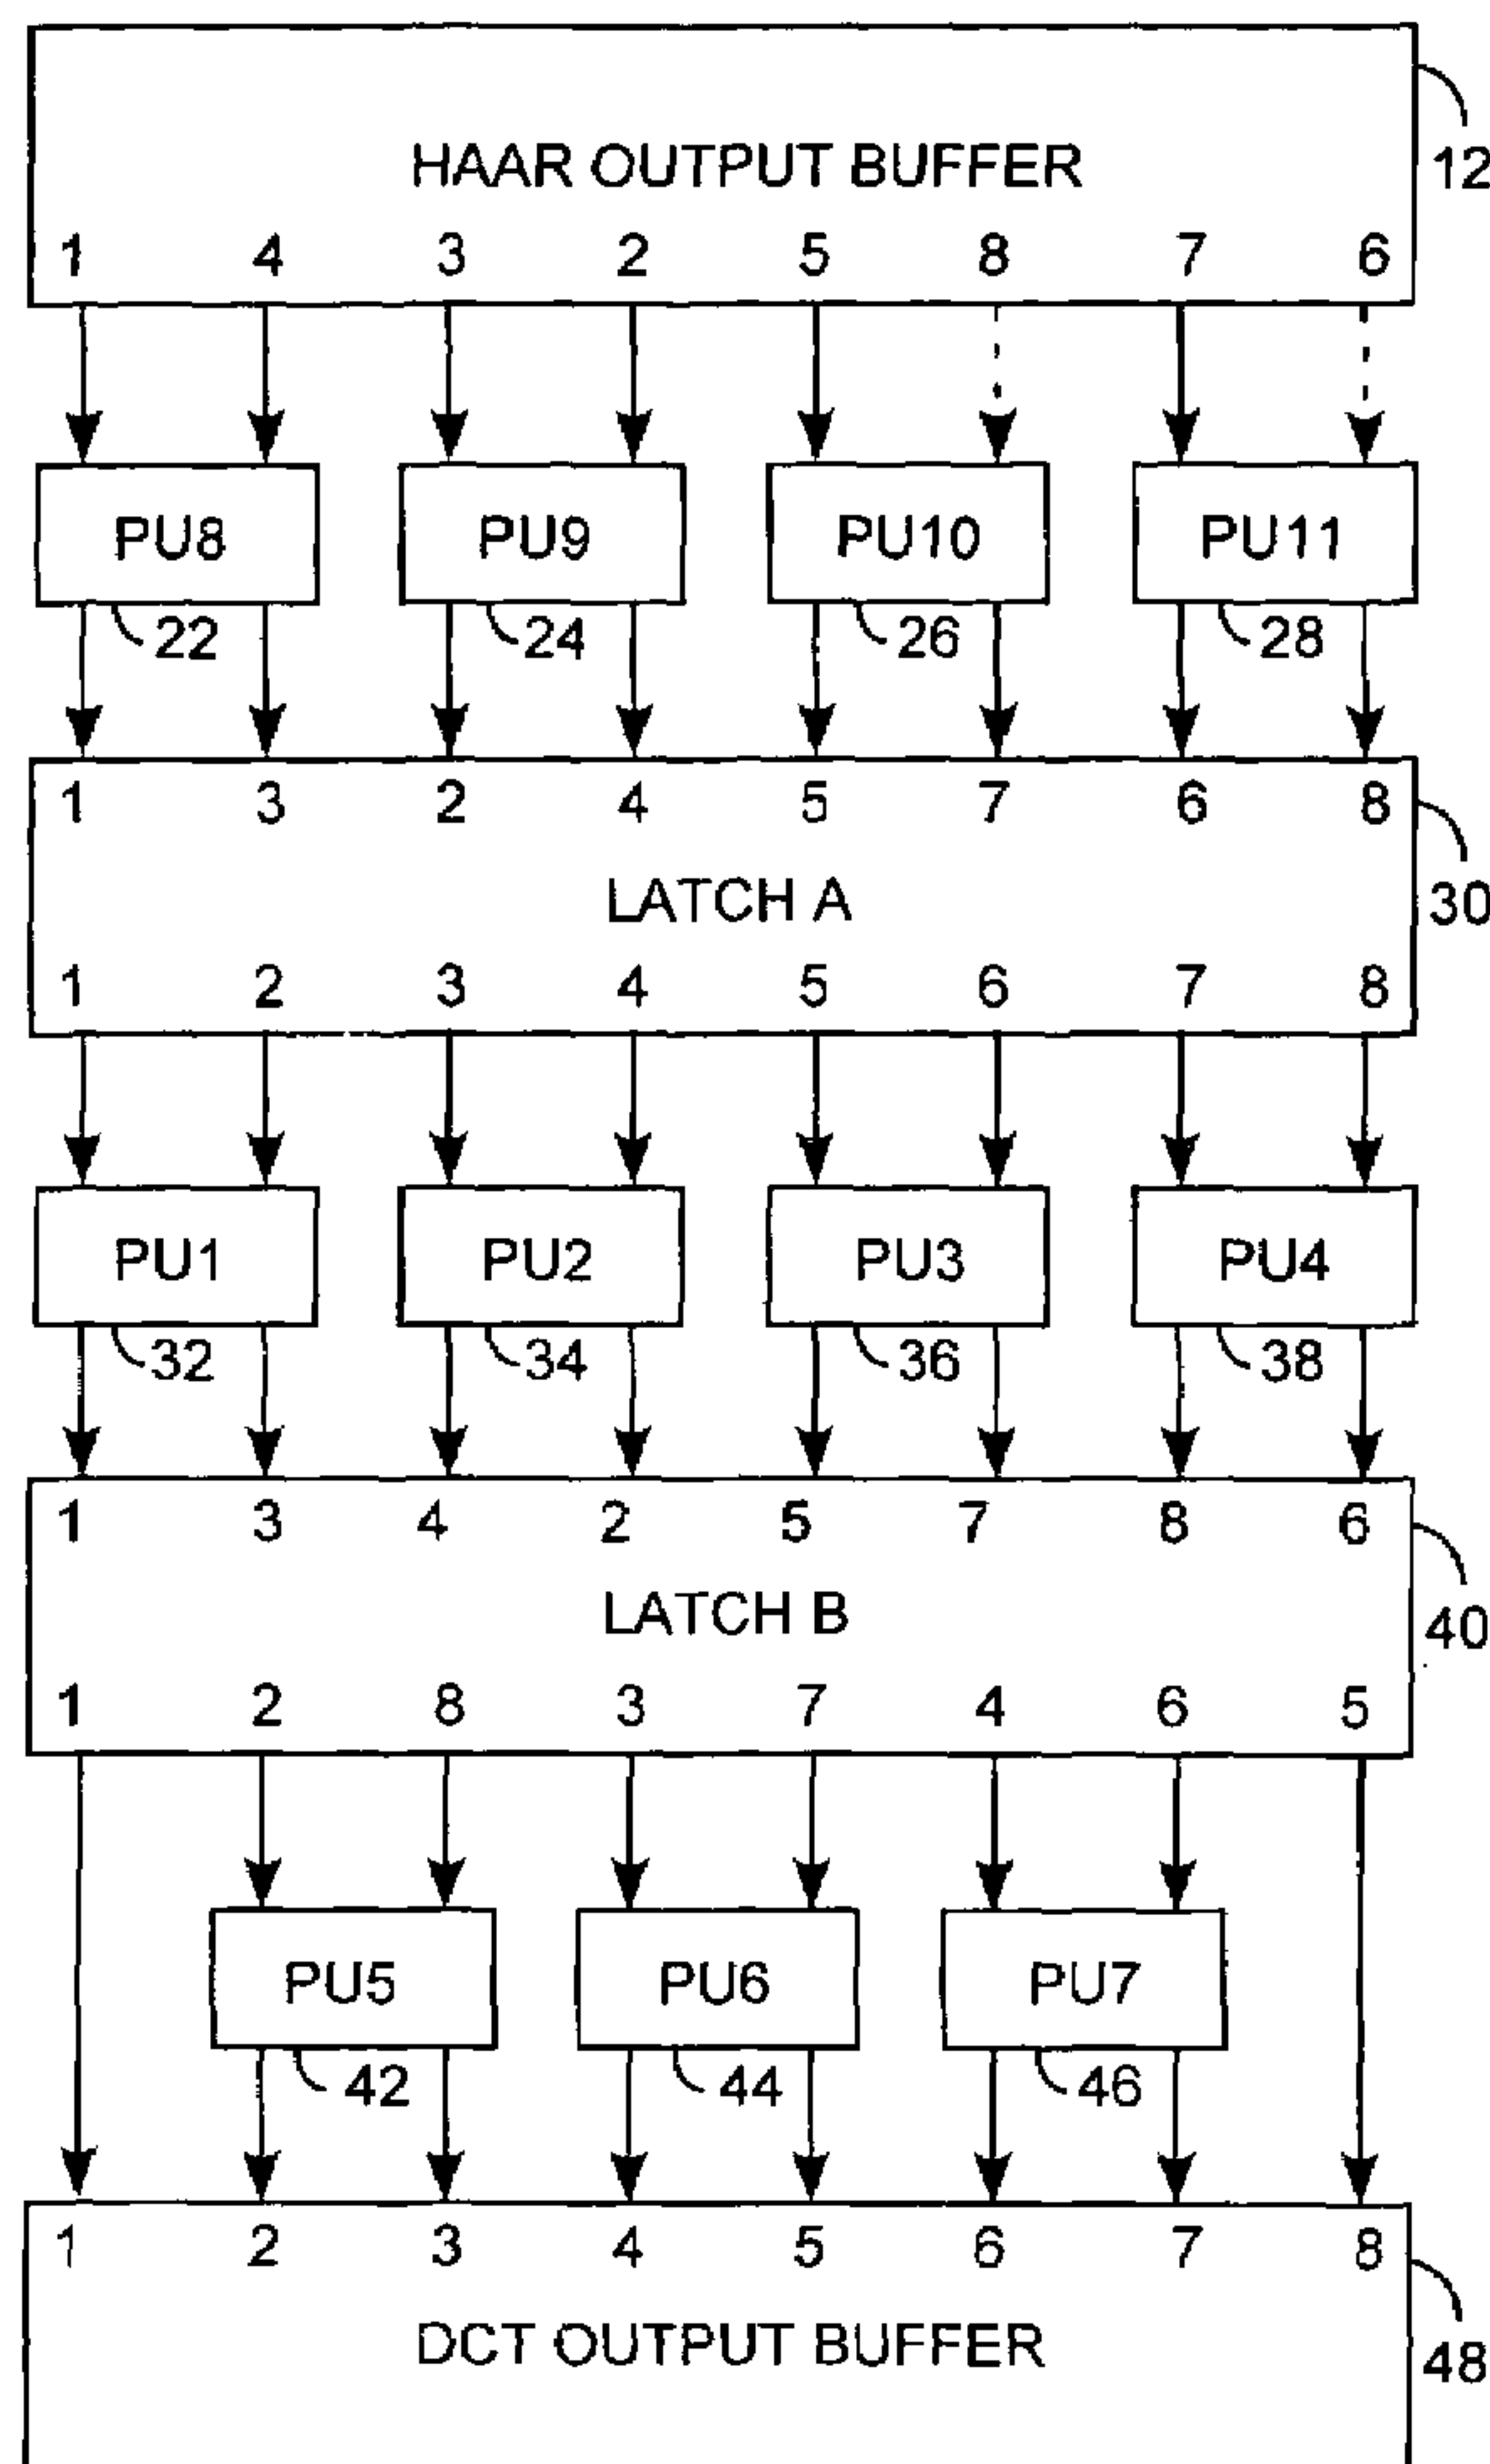 HAAR OUTPUT BUFFER
12
1 4 3 2 5 8 7 6
PU8 PU9 PU10 PU11
22 24 26 28
1 3 2 4 5 7 6 8
LATCH A
30
1 2 3 4 5 6 7 8
PU1 PU2 PU3 PU4
32 34 36 38
1 3 4 2 5 7 8 6
LATCH B
40
1 2 8 3 7 4 6 5
PU5 PU6 PU7
42 44 46
1 2 3 4 5 6 7 8
DCT OUTPUT BUFFER
48